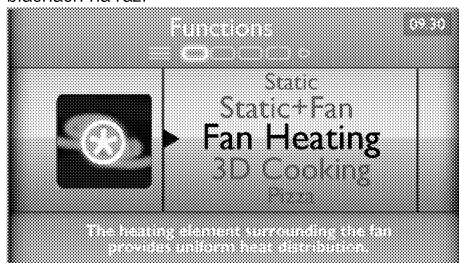 Functions
09:30
Static
Static+Fan
Fan Heating
3D Cooking
Pizza
The heating element surrounding the fan
provides uniform heat distribution.